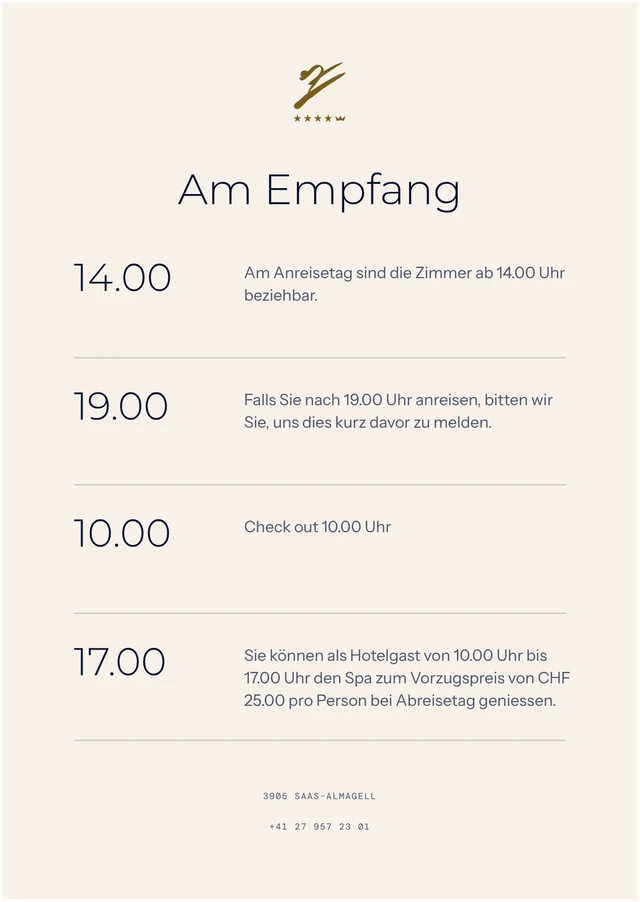 Am Empfang
14.00
Am Anreisetag sind die Zimmer ab 14.00 Uhr
beziehbar.
19.00
Falls Sie nach 19.00 Uhr anreisen, bitten wir
Sie, uns dies kurz davor zu melden.
10.00
Check out 10.00 Uhr
17.00
Sie können als Hotelgast von 10.00 Uhr bis
17.00 Uhr den Spa zum Vorzugspreis von CHF
25.00 pro Person bei Abreisetag geniessen.
3905 SAAS-ALMAGELL
+41 27 957 23 01